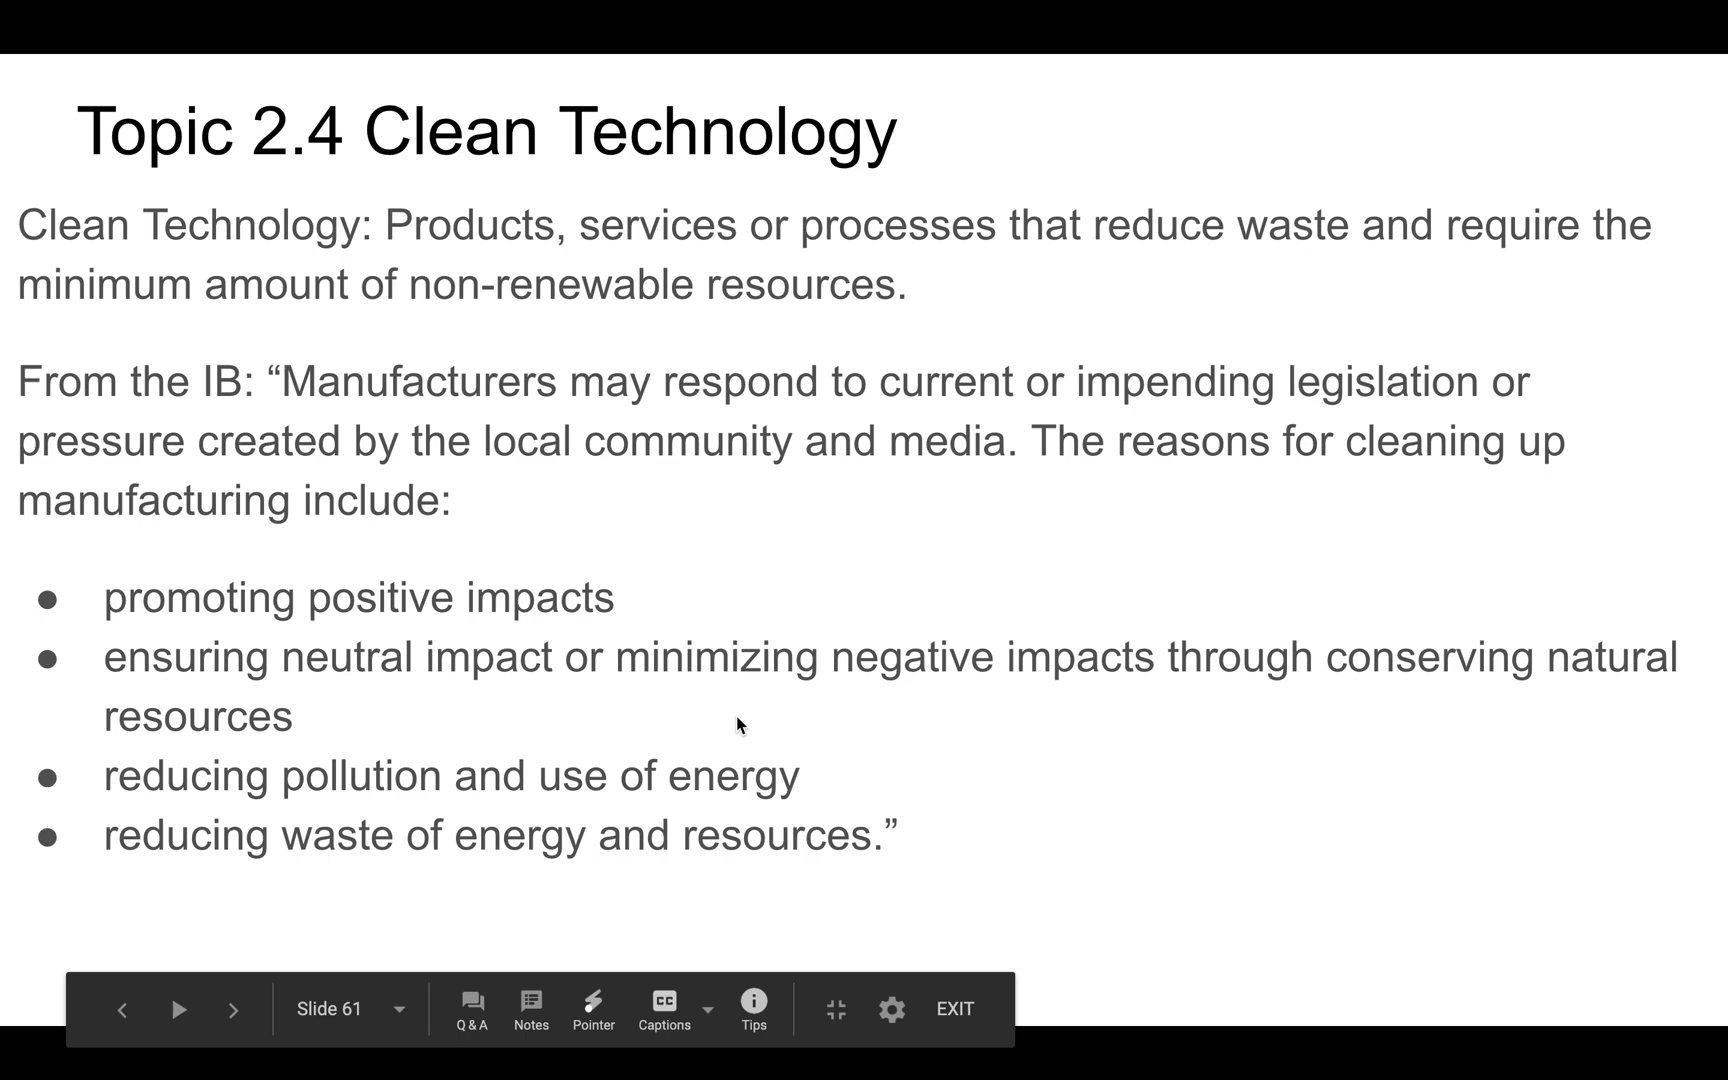 Topic 2.4 Clean Technology
Clean Technology: Products, services or processes that reduce waste and require the
minimum amount of non-renewable resources.
From the IB: “Manufacturers may respond to current or impending legislation or
pressure created by the local community and media. The reasons for cleaning up
manufacturing include:
● promoting positive impacts
● ensuring neutral impact or minimizing negative impacts through conserving natural
resources
● reducing pollution and use of energy
● reducing waste of energy and resources.”
Slide 61
Q & A Notes Pointer CC Captions Tips EXIT